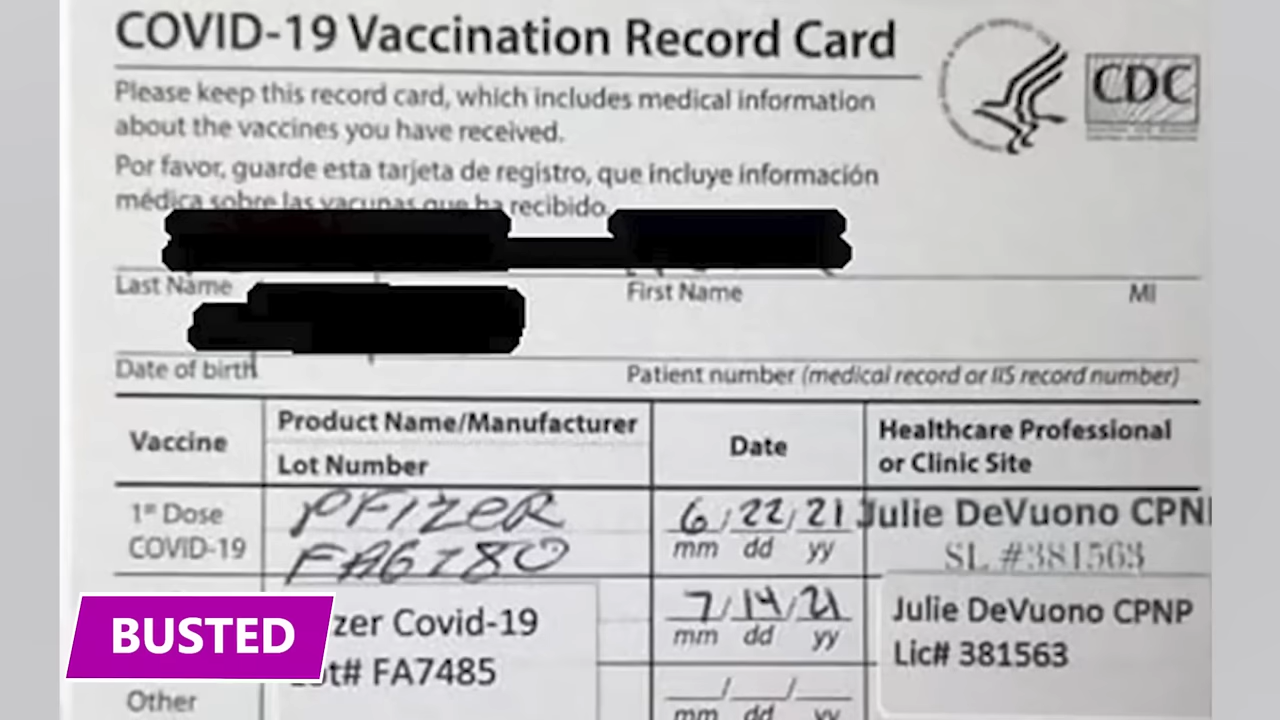 COVID-19 Vaccination Record Card
CDC
Please keep this record card, which includes medical information
about the vaccines you have received.
Por favor, guarde esta tarjeta de registro, que incluye información
médica sobre las vacunas que ha recibido.
Last Name First Name MI
Date of birth Patient number (medical record or IIS record number)
Vaccine Product Name/Manufacturer Date Healthcare Professional
Lot Number or Clinic Site
1st Dose PFIZER 6/22/21 Julie DeVuono CPN
COVID-19 FA6780 mm dd yy SL #381563
zer Covid-19 7/14/21 Julie DeVuono CPNP
BUSTED mm dd yy Lic# 381563
t# FA7485
Other mm dd yy